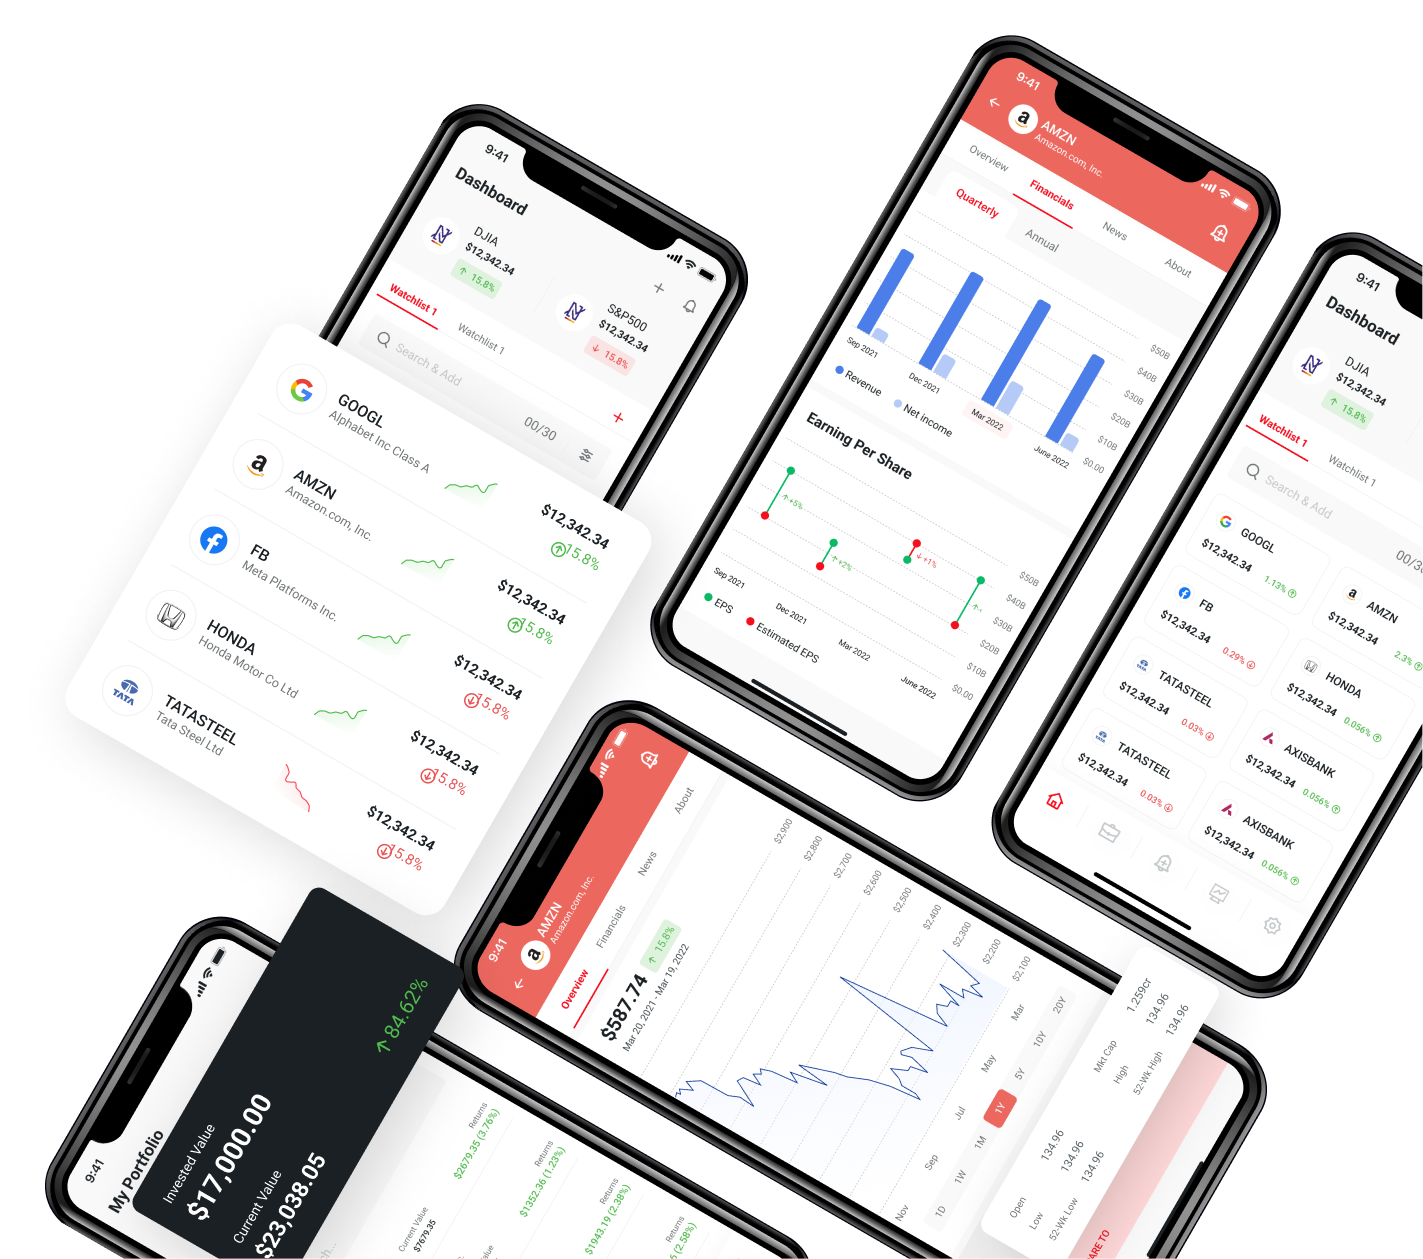 9:41
Dashboard
DJIA
$12,342.34
15.8%
S&P500
$12,342.34
15.8%
Watchlist 1
Watchlist 1
Search & Add
00/30
GOOGL
Alphabet Inc Class A
$12,342.34
15.8%
AMZN
Amazon.com, Inc.
$12,342.34
15.8%
FB
Meta Platforms Inc.
$12,342.34
15.8%
HONDA
Honda Motor Co Ltd
$12,342.34
15.8%
TATA
TATASTEEL
Tata Steel Ltd
$12,342.34
15.8%
9:41
AMZN
Amazon.com, Inc.
Overview
Financials
News
About
Quarterly
Annual
$50B
$40B
$30B
$20B
$10B
$0.00
Sep 2021
Dec 2021
Mar 2022
June 2022
Revenue
Net Income
Earning Per Share
+5%
+2%
+1%
$50B
$40B
$30B
$20B
$10B
$0.00
Sep 2021
Dec 2021
Mar 2022
June 2022
EPS
Estimated EPS
9:41
Dashboard
DJIA
$12,342.34
15.8%
Watchlist 1
Watchlist 1
Search & Add
00/30
GOOGL
$12,342.34
1.13%
AMZN
$12,342.34
2.3%
FB
$12,342.34
0.29%
HONDA
$12,342.34
0.056%
TATASTEEL
$12,342.34
0.03%
AXISBANK
$12,342.34
0.056%
TATASTEEL
$12,342.34
0.03%
AXISBANK
$12,342.34
0.056%
9:41
AMZN
Amazon.com, Inc.
Overview
Financials
News
About
$587.74
15.8%
Mar 20, 2021 - Mar 19, 2022
$2,900
$2,800
$2,700
$2,600
$2,500
$2,400
$2,300
$2,200
$2,100
Nov
Sep
Jul
May
Mar
1D
1W
1M
1Y
5Y
10Y
20Y
Open
134.96
Mkt Cap
1.259cr
Low
134.96
High
134.96
52-Wk Low
134.96
52-Wk High
134.96
ARE TO
9:41
My Portfolio
Invested Value
$17,000.00
84.62%
Current Value
$23,038.05
Current Value
$7679.35
Returns
$2679.35 (3.76%)
Returns
$1352.36 (1.23%)
Returns
$1943.19 (2.38%)
Returns
(2.58%)